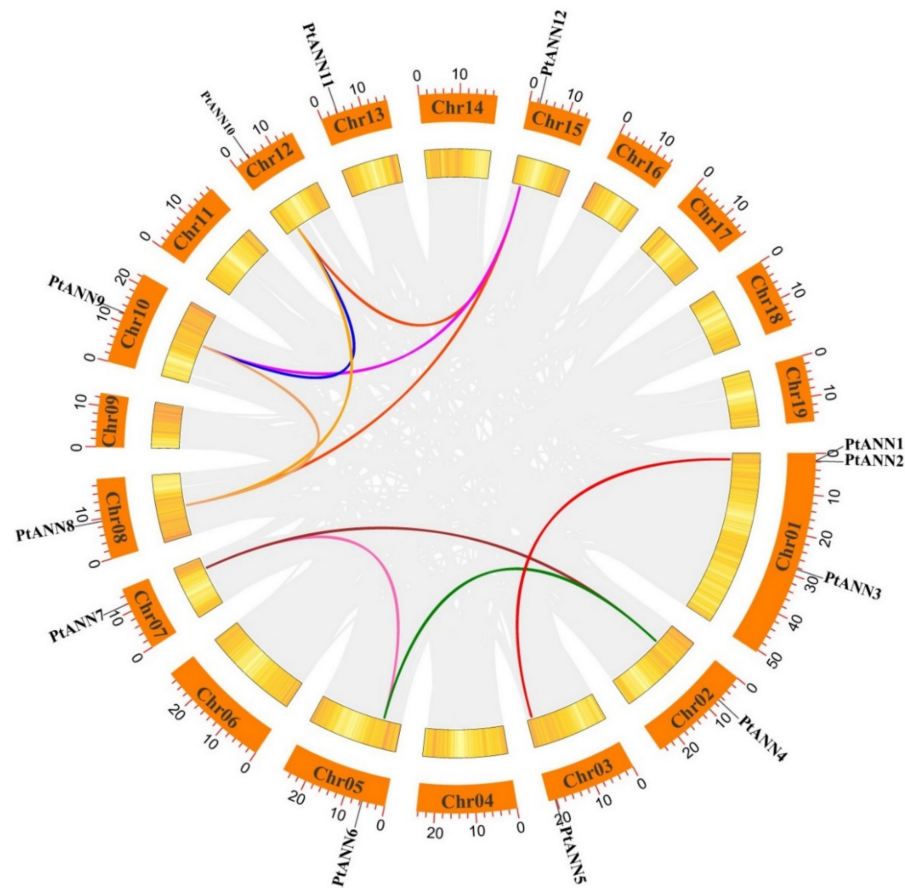 PtANN12
PtANN11
0 10
Chr14
0 10
Chr13
0 10
Chr15
PtANN10
0 10
Chr12
0 10
Chr16
0 10
Chr11
0 10
Chr17
PtANN9
0 10 20
Chr10
0 10
Chr18
0 10
Chr09
0 10
Chr19
PtANN8
0 10
Chr08
PtANN1
PtANN2
PtANN3
0 10 20 30 40 50
Chr01
PtANN7
0 10
Chr07
0 10 20
Chr06
PtANN4
0 10 20
Chr02
PtANN6
0 10 20
Chr05
0 10 20
Chr04
PtANN5
0 10 20
Chr03